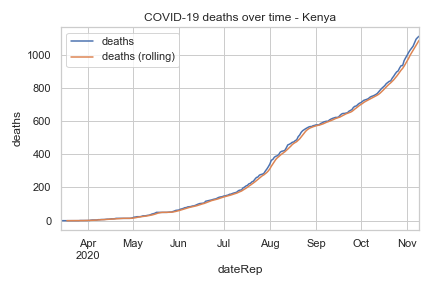 COVID-19 deaths over time - Kenya
deaths
deaths (rolling)
1000
800
600
400
200
0
deaths
Apr May Jun Jul Aug Sep Oct Nov
2020
dateRep